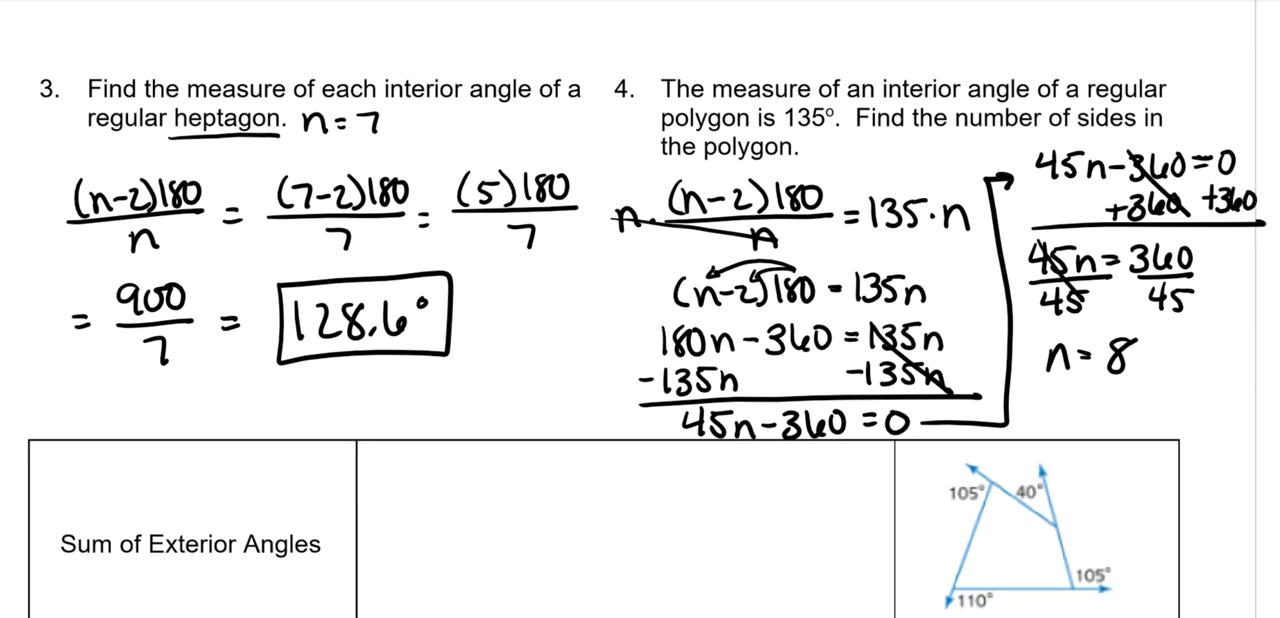 3. Find the measure of each interior angle of a
regular heptagon. n=7
(n-2)180/n = (7-2)180/7 = (5)180/7
= 900/7 = 128.6°
4. The measure of an interior angle of a regular
polygon is 135°. Find the number of sides in
the polygon.
n· (n-2)180/n = 135·n
(n-2)180 = 135n
180n-360 = 135n
-135n -135n
45n-360=0
45n-360=0
+360 +360
45n/45 = 360/45
n=8
Sum of Exterior Angles
105° 40°
105°
110°